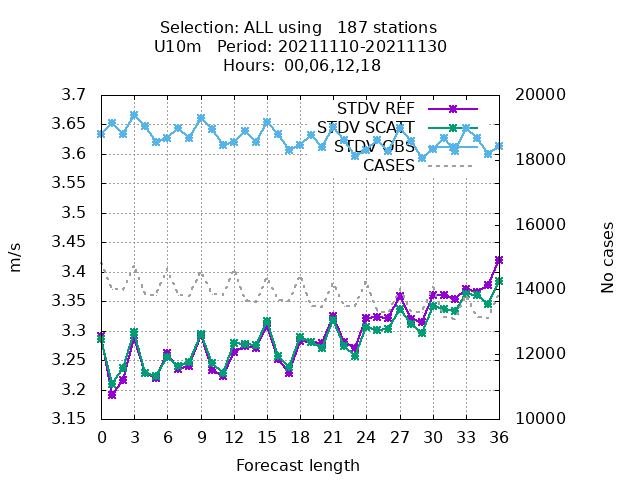 Selection: ALL using   187 stations
U10m   Period: 20211110-20211130
Hours:  00,06,12,18
3.7
3.65
3.6
3.55
3.5
3.45
3.4
3.35
3.3
3.25
3.2
3.15
20000
18000
16000
14000
12000
10000
STDV REF
STDV SCATT
STDV OBS
CASES
m/s
No cases
0 3 6 9 12 15 18 21 24 27 30 33 36
Forecast length